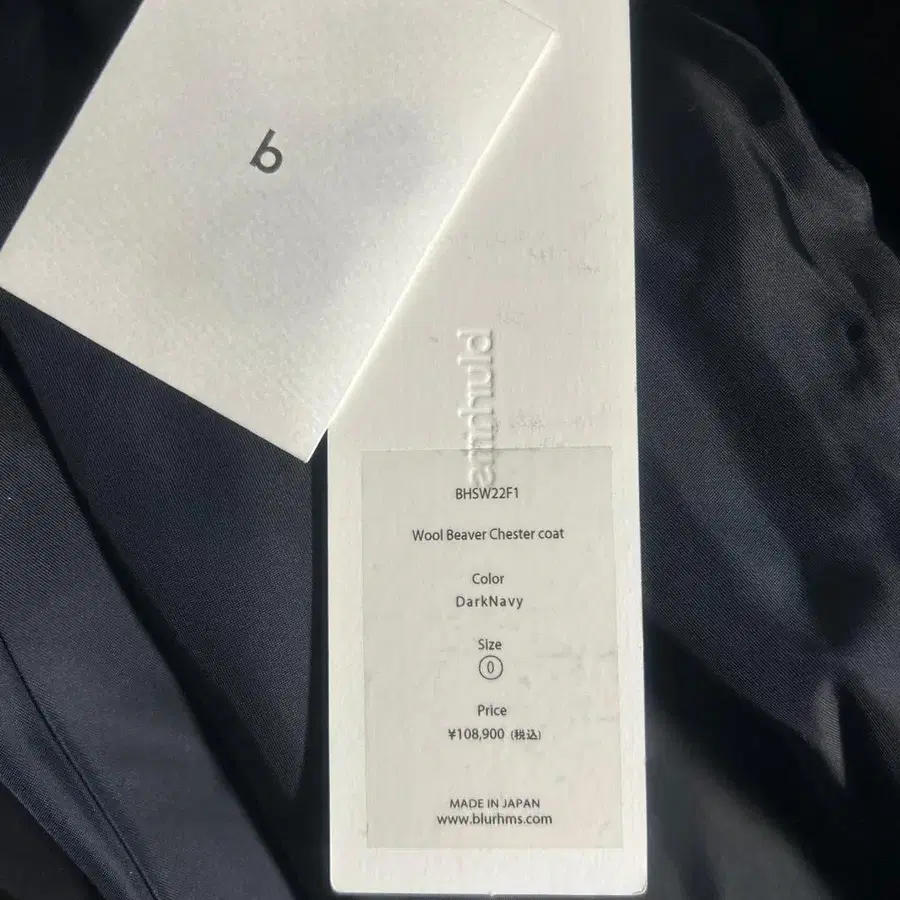 b
blurhms
BHSW22F1
Wool Beaver Chester coat
Color
DarkNavy
Size
0
Price
¥108,900 (税込)
MADE IN JAPAN
www.blurhms.com